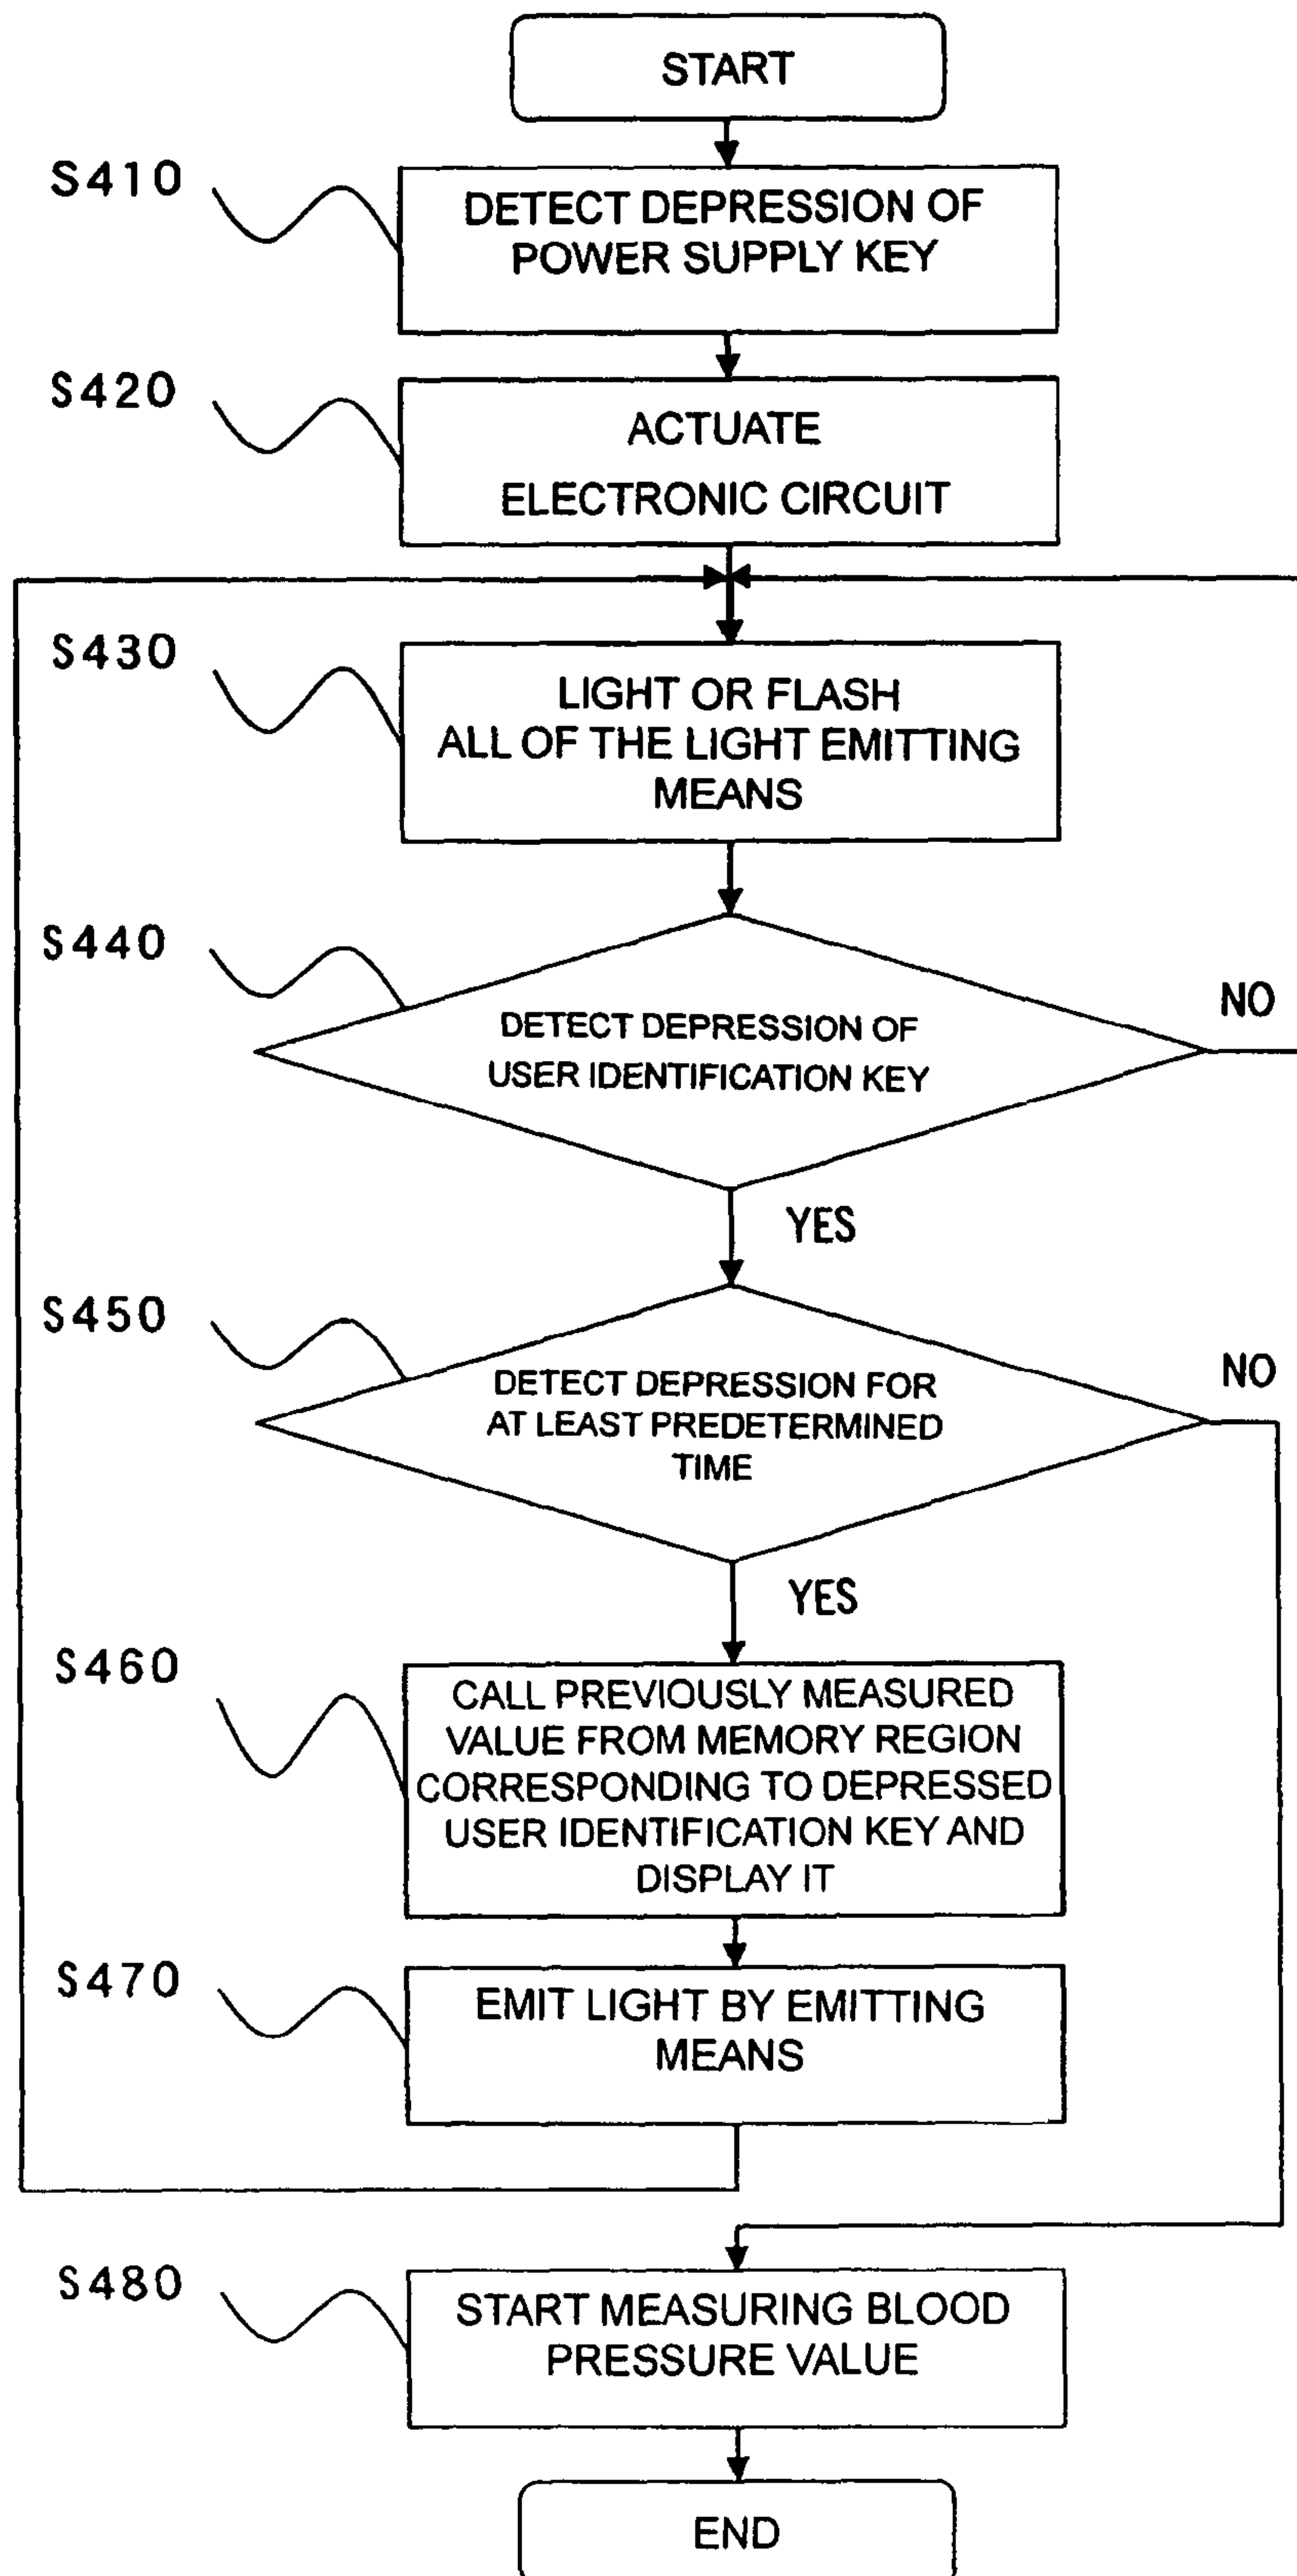 START
S410
DETECT DEPRESSION OF
POWER SUPPLY KEY
S420
ACTUATE
ELECTRONIC CIRCUIT
S430
LIGHT OR FLASH
ALL OF THE LIGHT EMITTING
MEANS
S440
DETECT DEPRESSION OF
USER IDENTIFICATION KEY
NO
YES
S450
DETECT DEPRESSION FOR
AT LEAST PREDETERMINED
TIME
NO
YES
S460
CALL PREVIOUSLY MEASURED
VALUE FROM MEMORY REGION
CORRESPONDING TO DEPRESSED
USER IDENTIFICATION KEY AND
DISPLAY IT
S470
EMIT LIGHT BY EMITTING
MEANS
S480
START MEASURING BLOOD
PRESSURE VALUE
END